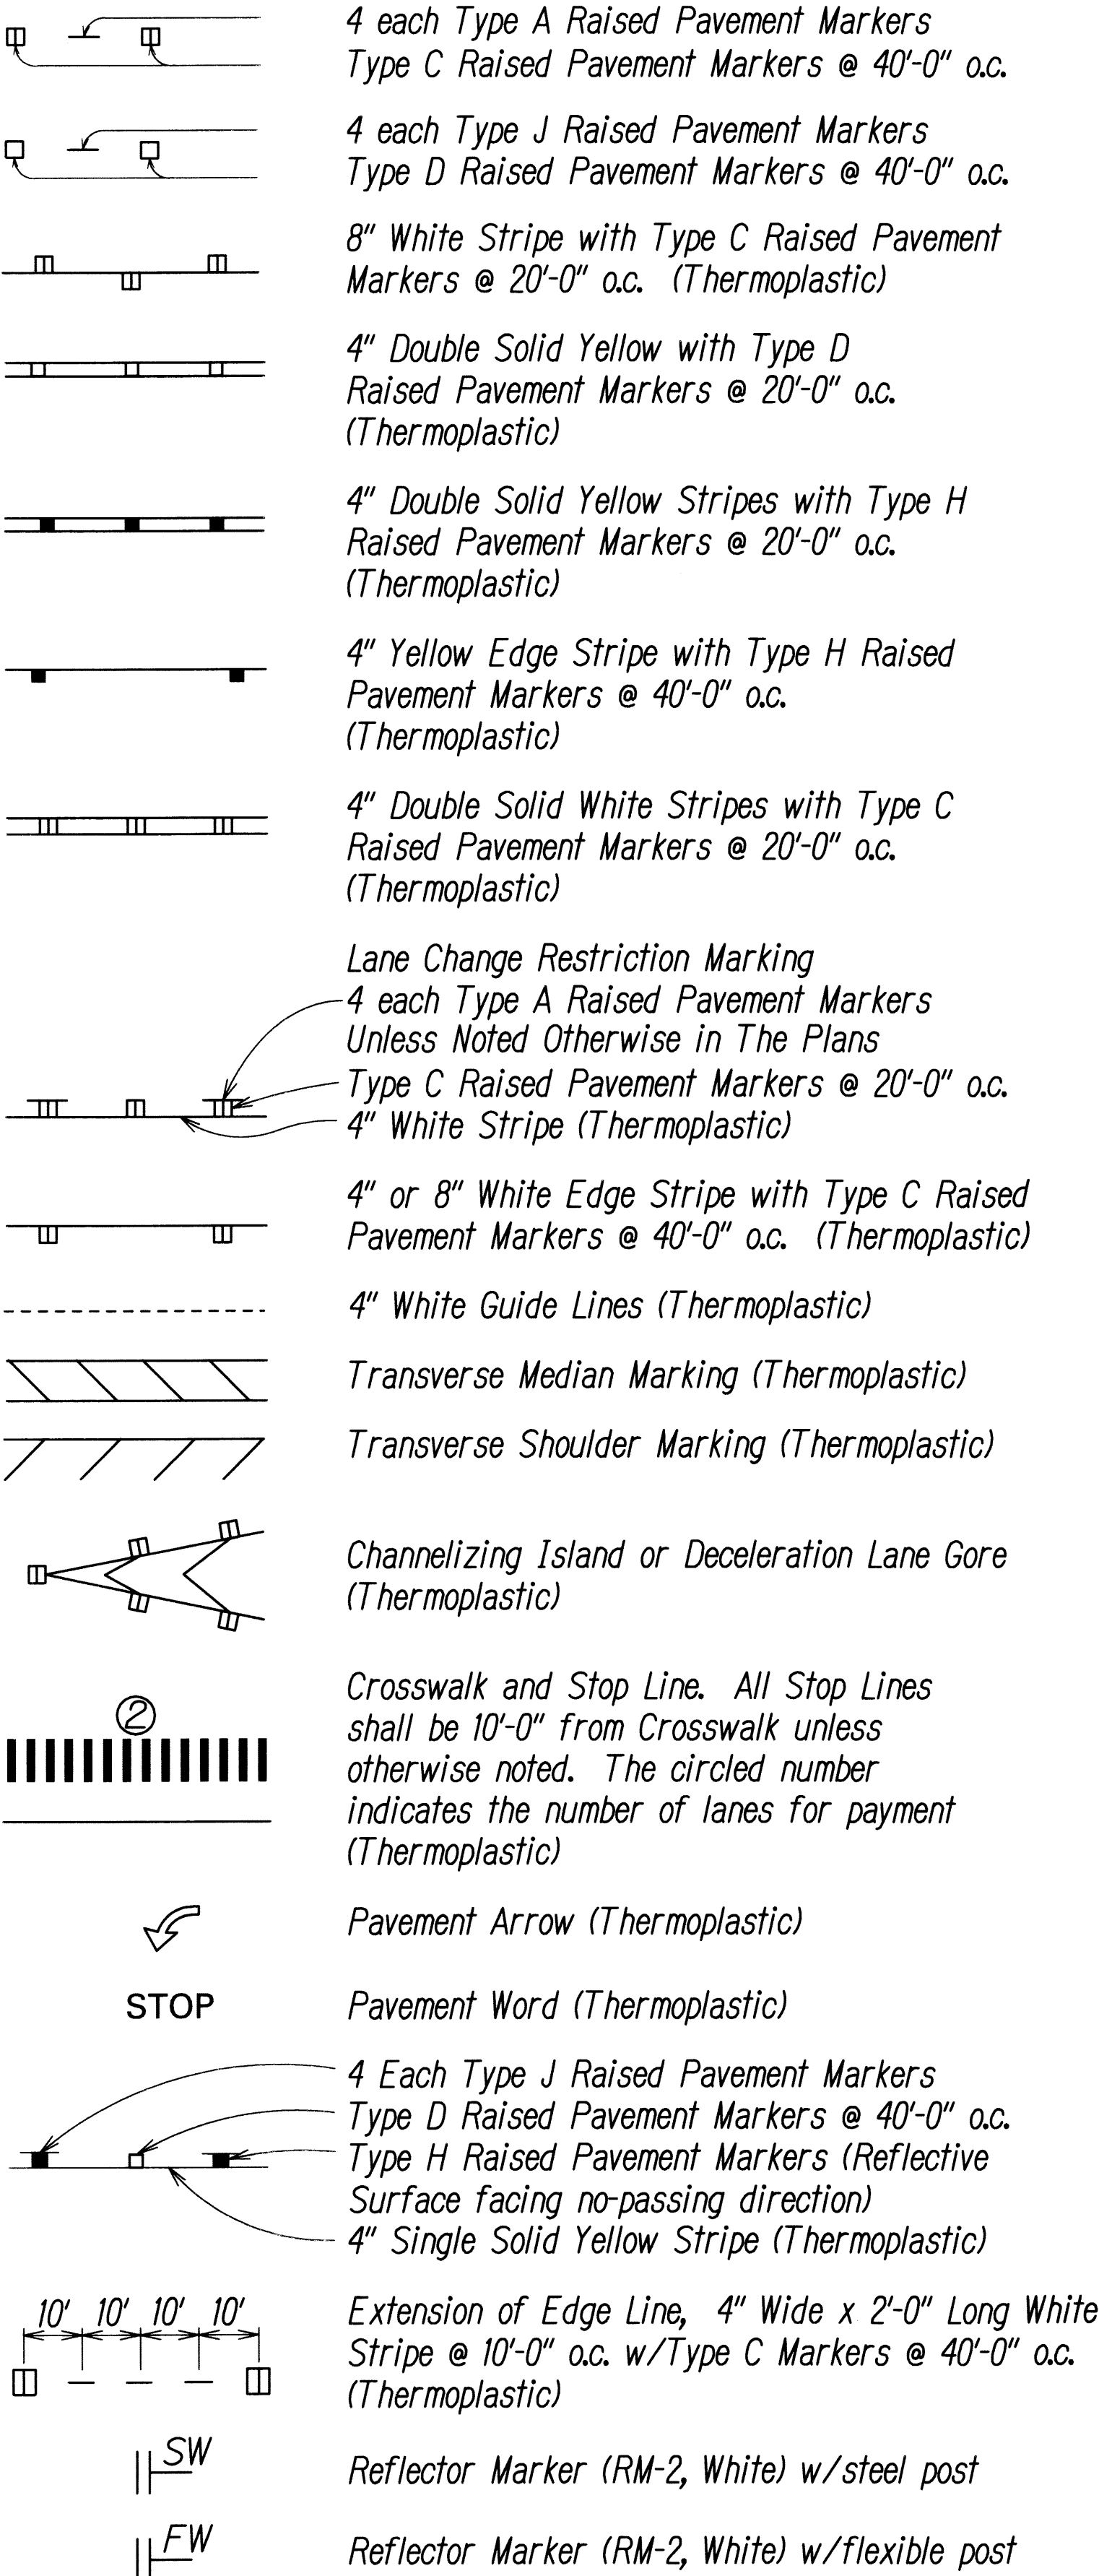 4 each Type A Raised Pavement Markers
Type C Raised Pavement Markers @ 40'-0" o.c.
4 each Type J Raised Pavement Markers
Type D Raised Pavement Markers @ 40'-0" o.c.
8" White Stripe with Type C Raised Pavement
Markers @ 20'-0" o.c. (Thermoplastic)
4" Double Solid Yellow with Type D
Raised Pavement Markers @ 20'-0" o.c.
(Thermoplastic)
4" Double Solid Yellow Stripes with Type H
Raised Pavement Markers @ 20'-0" o.c.
(Thermoplastic)
4" Yellow Edge Stripe with Type H Raised
Pavement Markers @ 40'-0" o.c.
(Thermoplastic)
4" Double Solid White Stripes with Type C
Raised Pavement Markers @ 20'-0" o.c.
(Thermoplastic)
Lane Change Restriction Marking
4 each Type A Raised Pavement Markers
Unless Noted Otherwise in The Plans
Type C Raised Pavement Markers @ 20'-0" o.c.
4" White Stripe (Thermoplastic)
4" or 8" White Edge Stripe with Type C Raised
Pavement Markers @ 40'-0" o.c. (Thermoplastic)
4" White Guide Lines (Thermoplastic)
Transverse Median Marking (Thermoplastic)
Transverse Shoulder Marking (Thermoplastic)
Channelizing Island or Deceleration Lane Gore
(Thermoplastic)
2
Crosswalk and Stop Line. All Stop Lines
shall be 10'-0" from Crosswalk unless
otherwise noted. The circled number
indicates the number of lanes for payment
(Thermoplastic)
Pavement Arrow (Thermoplastic)
STOP Pavement Word (Thermoplastic)
4 Each Type J Raised Pavement Markers
Type D Raised Pavement Markers @ 40'-0" o.c.
Type H Raised Pavement Markers (Reflective
Surface facing no-passing direction)
4" Single Solid Yellow Stripe (Thermoplastic)
10' 10' 10' 10'
Extension of Edge Line, 4" Wide x 2'-0" Long White
Stripe @ 10'-0" o.c. w/Type C Markers @ 40'-0" o.c.
(Thermoplastic)
SW Reflector Marker (RM-2, White) w/steel post
FW Reflector Marker (RM-2, White) w/flexible post